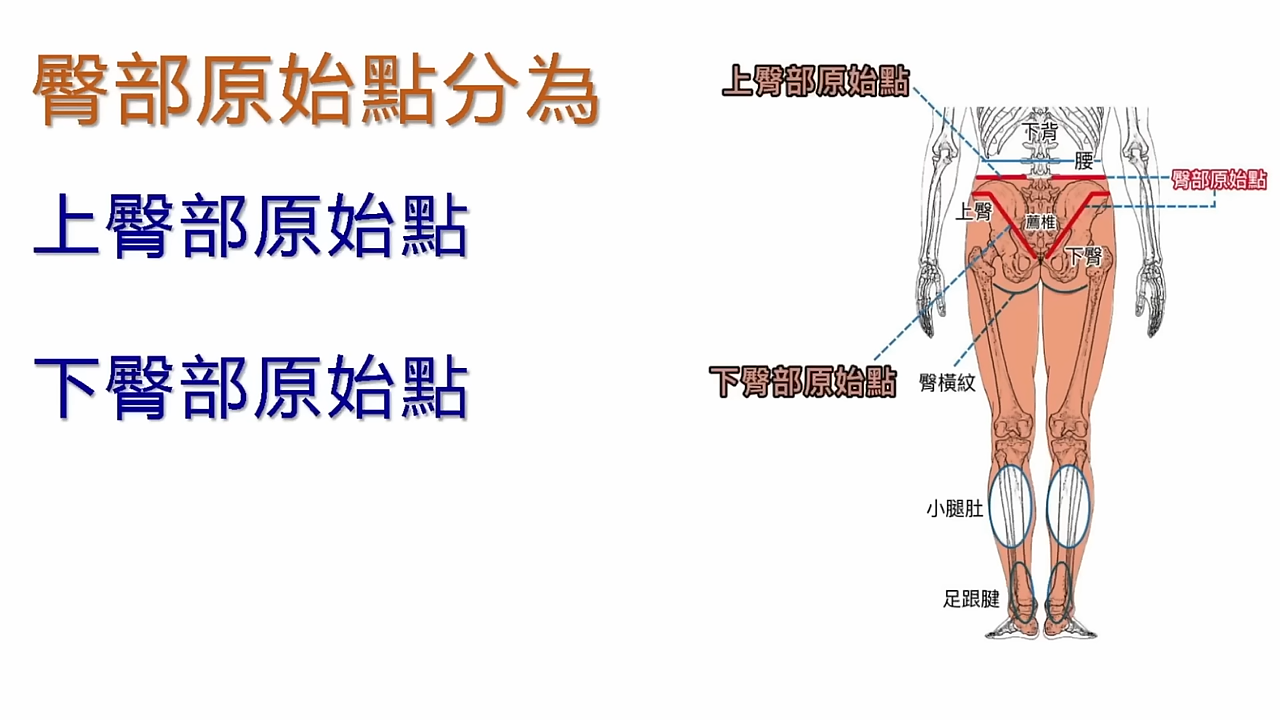 臀部原始點分為
上臀部原始點
下臀部原始點
上臀部原始點
下背
腰
臀部原始點
上臀
薦椎
下臀
下臀部原始點
臀橫紋
小腿肚
足跟腱